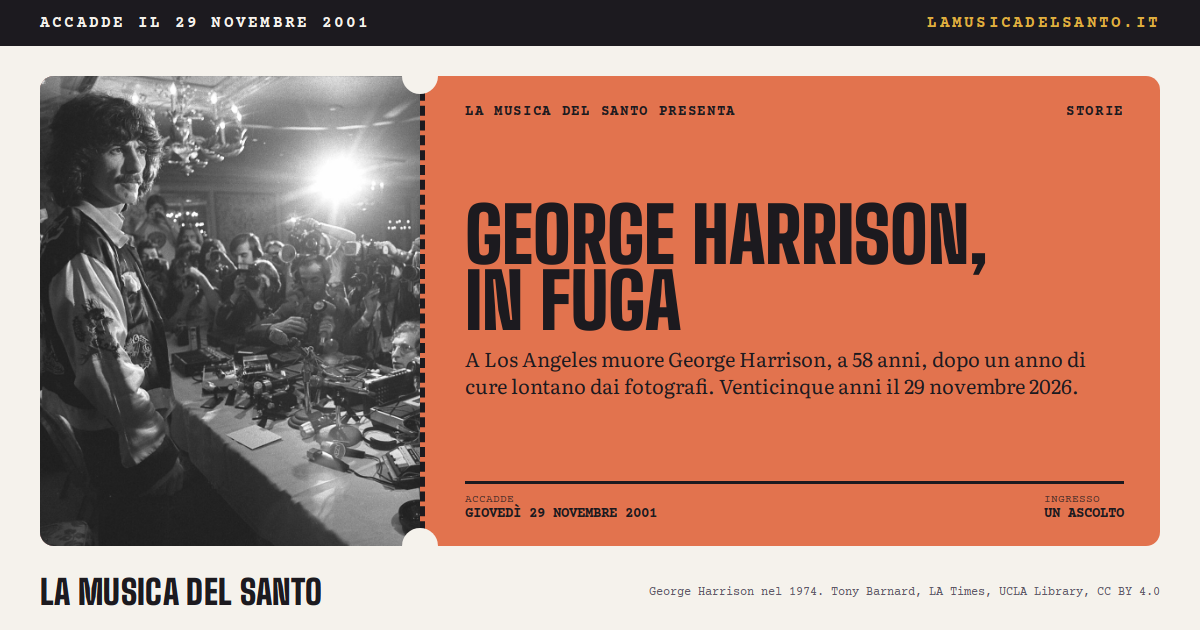 ACCADDE IL 29 NOVEMBRE 2001
LAMUSICADELSANTO.IT
LA MUSICA DEL SANTO PRESENTA
STORIE
GEORGE HARRISON,
IN FUGA
A Los Angeles muore George Harrison, a 58 anni, dopo un anno di
cure lontano dai fotografi. Venticinque anni il 29 novembre 2026.
ACCADDE
GIOVEDÌ 29 NOVEMBRE 2001
INGRESSO
UN ASCOLTO
LA MUSICA DEL SANTO
George Harrison nel 1974. Tony Barnard, LA Times, UCLA Library, CC BY 4.0